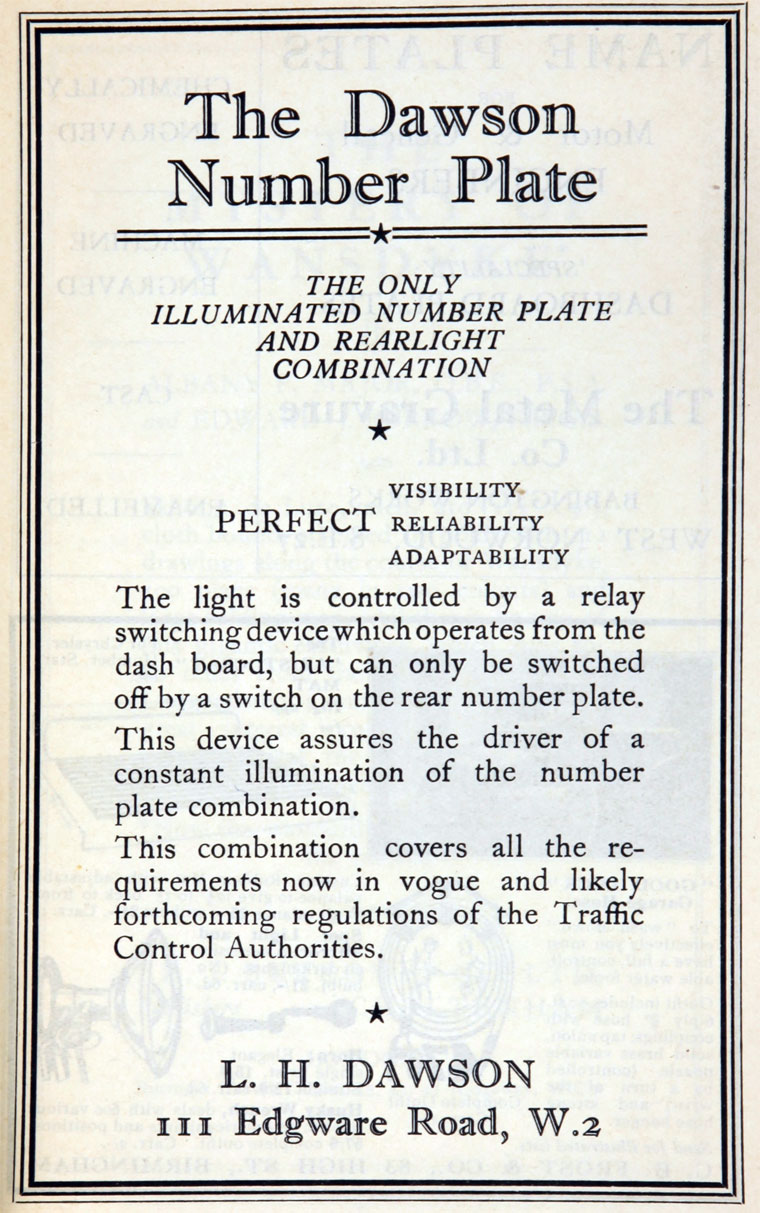 The Dawson
Number Plate
THE ONLY
ILLUMINATED NUMBER PLATE
AND REARLIGHT
COMBINATION
PERFECT
VISIBILITY
RELIABILITY
ADAPTABILITY
The light is controlled by a relay
switching device which operates from the
dash board, but can only be switched
off by a switch on the rear number plate.
This device assures the driver of a
constant illumination of the number
plate combination.
This combination covers all the re-
quirements now in vogue and likely
forthcoming regulations of the Traffic
Control Authorities.
L. H. DAWSON
111 Edgware Road, W.2